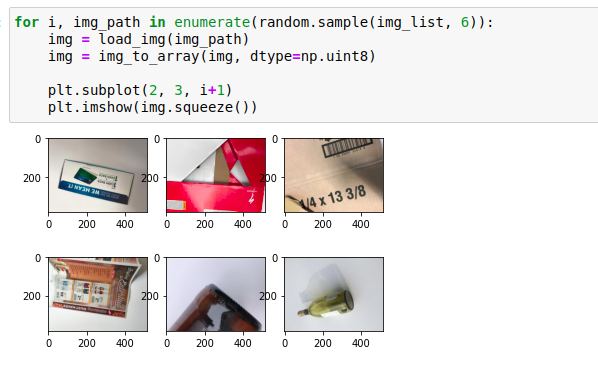 for i, img_path in enumerate(random.sample(img_list, 6)):
    img = load_img(img_path)
    img = img_to_array(img, dtype=np.uint8)
    plt.subplot(2, 3, i+1)
    plt.imshow(img.squeeze())
0
200
0 200 400
WE MEAN IT
0
200
0 200 400
0
200
0 200 400
1/4 x 13 3/8
0
200
0 200 400
0
200
0 200 400
0
200
0 200 400